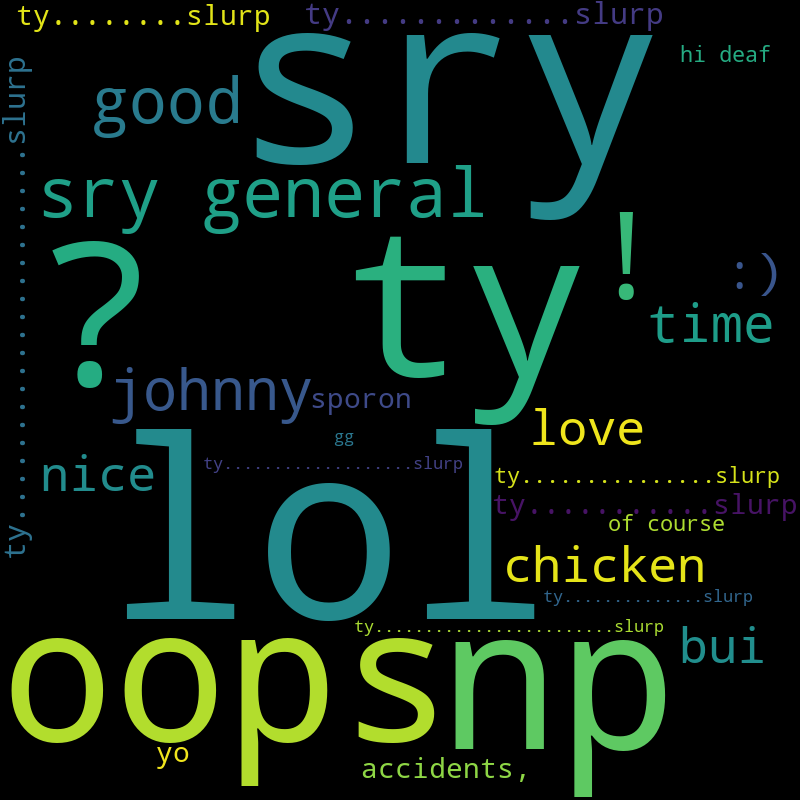 ty........slurp
ty.............slurp
sry
hi deaf
good
ty.....................slurp
sry general
?
ty
!
:)
time
johnny
sporon
love
gg
nice
ty...................slurp
ty...............slurp
ty...........slurp
lol
of course
chicken
ty..............slurp
ty........................slurp
oops
np
bui
yo
accidents,